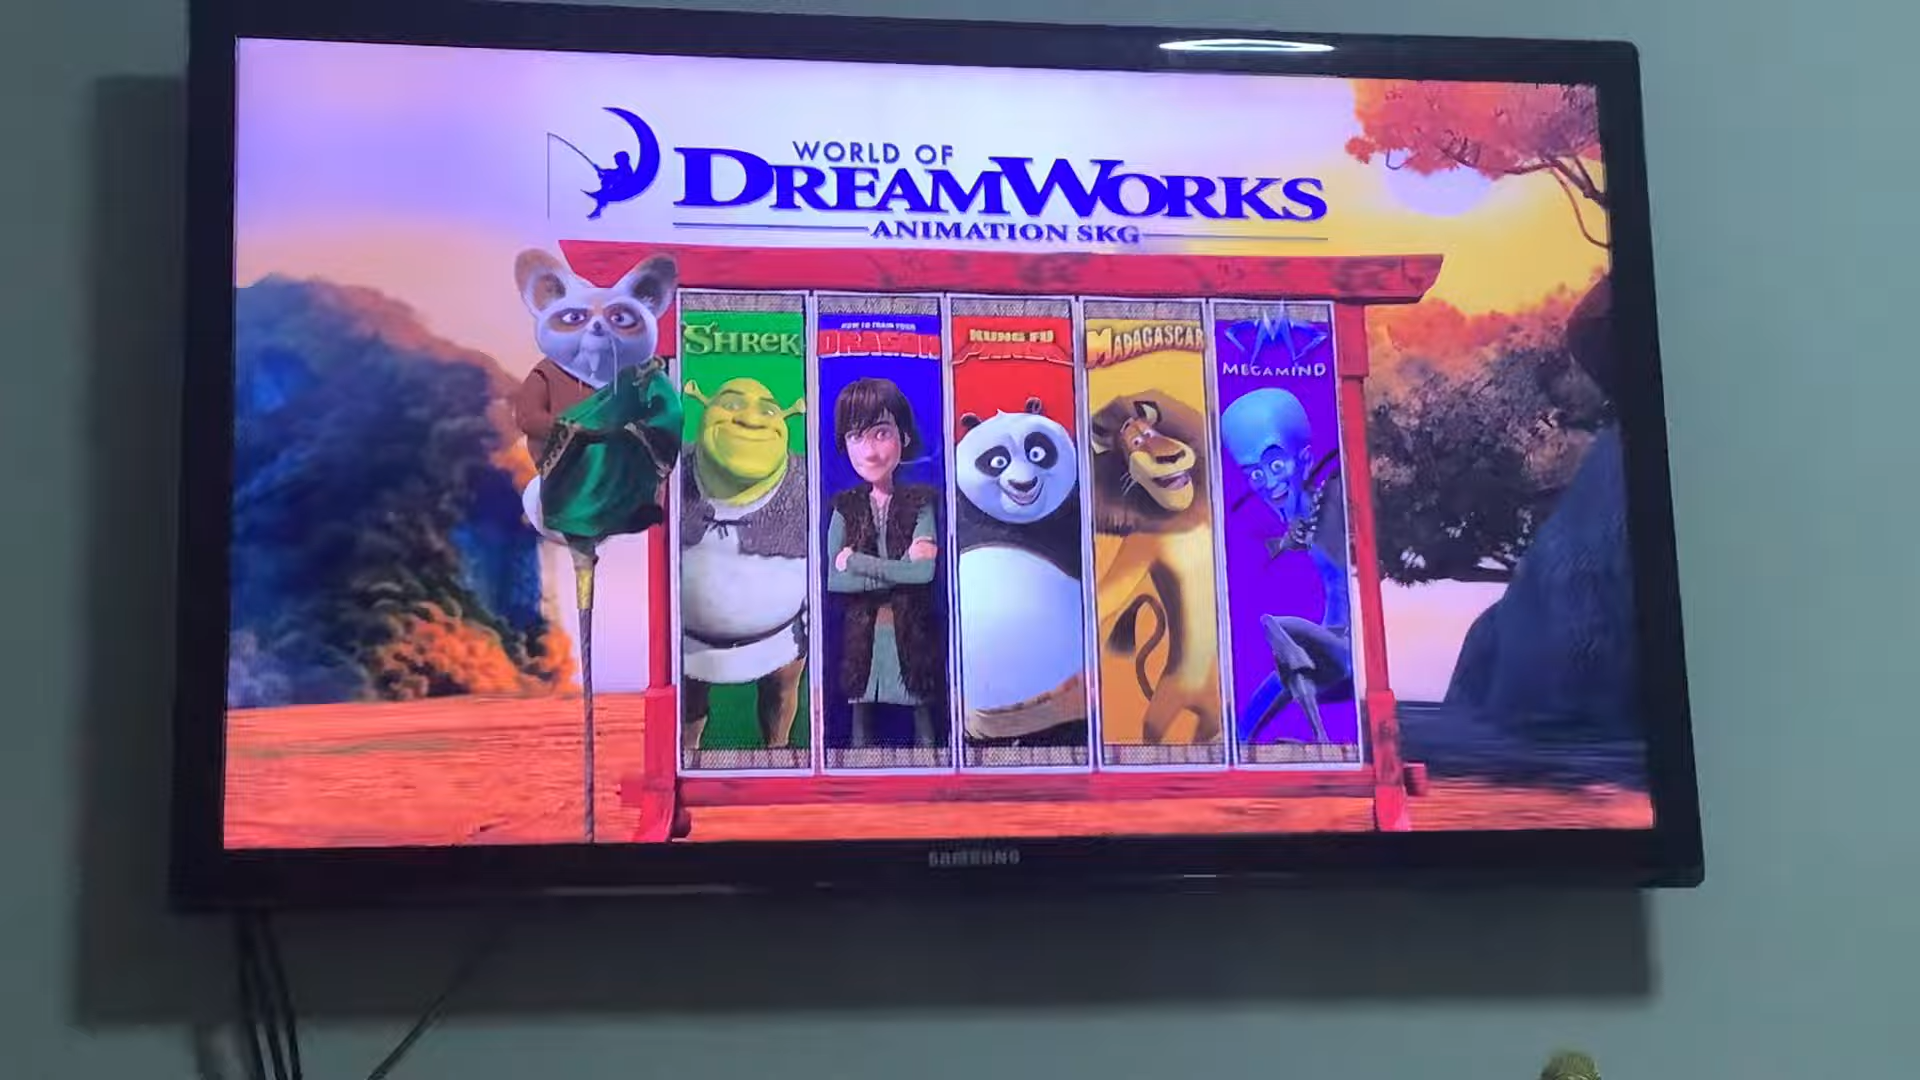 WORLD OF
DREAMWORKS
ANIMATION SKG
SHREK
HOW TO TRAIN YOUR
DRAGON
KUNG FU
PANDA
MADAGASCAR
MEGAMIND
SAMSUNG